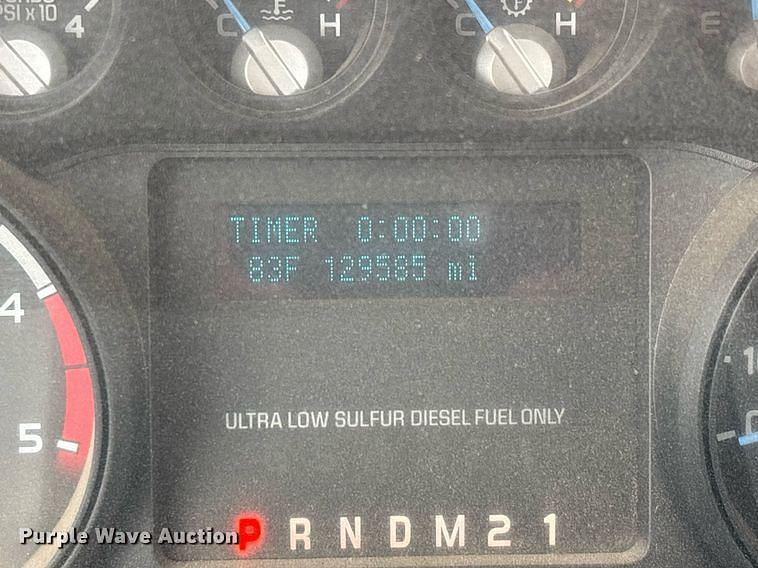 PSI x 10
4
C H
C H
E
TIMER 0:00:00
83F 129585 mi
4
5
ULTRA LOW SULFUR DIESEL FUEL ONLY
P R N D M 2 1
Purple Wave Auction